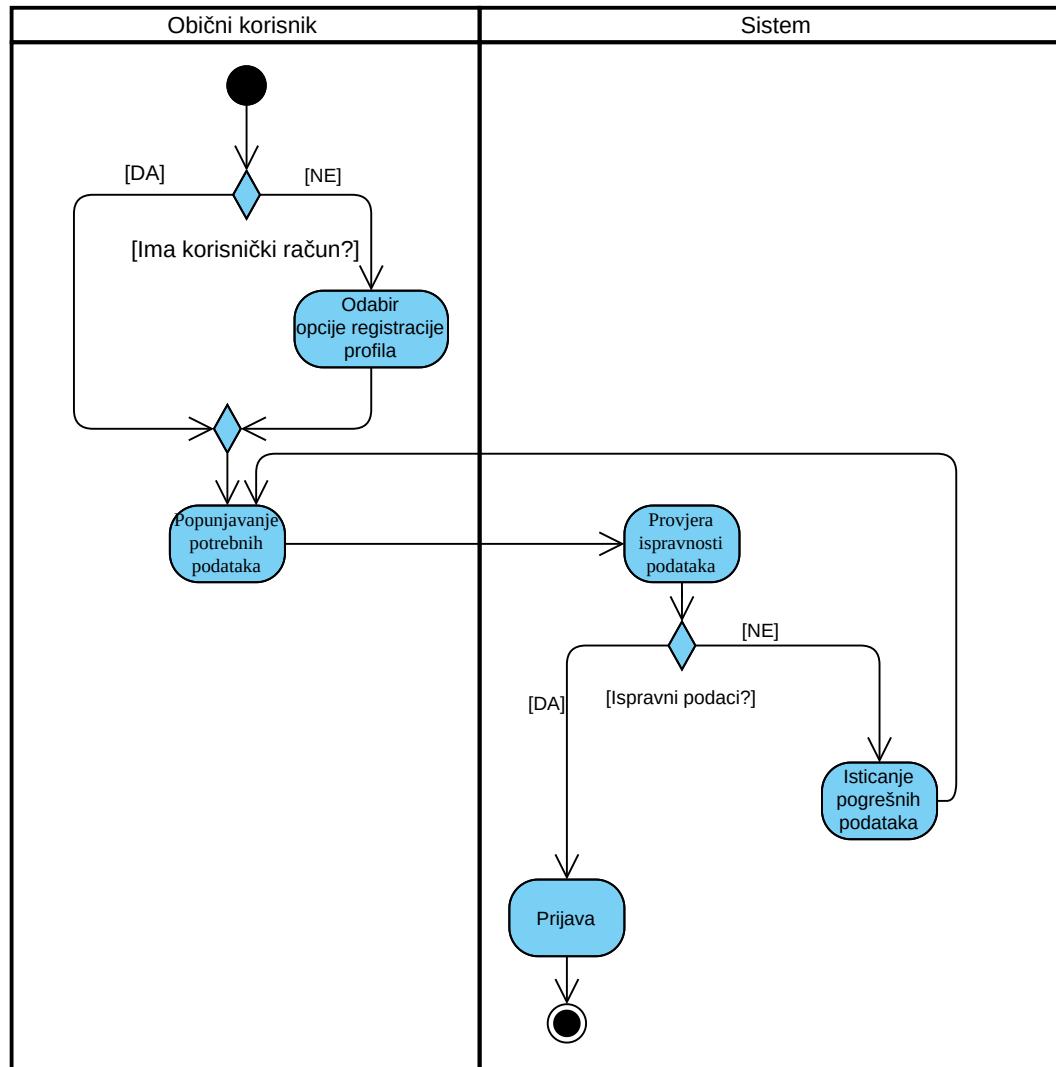 Obični korisnik
Sistem
[DA]
[NE]
[Ima korisnički račun?]
Odabir
opcije registracije
profila
Popunjavanje
potrebnih
podataka
Provjera
ispravnosti
podataka
[NE]
[DA]
[Ispravni podaci?]
Isticanje
pogrešnih
podataka
Prijava